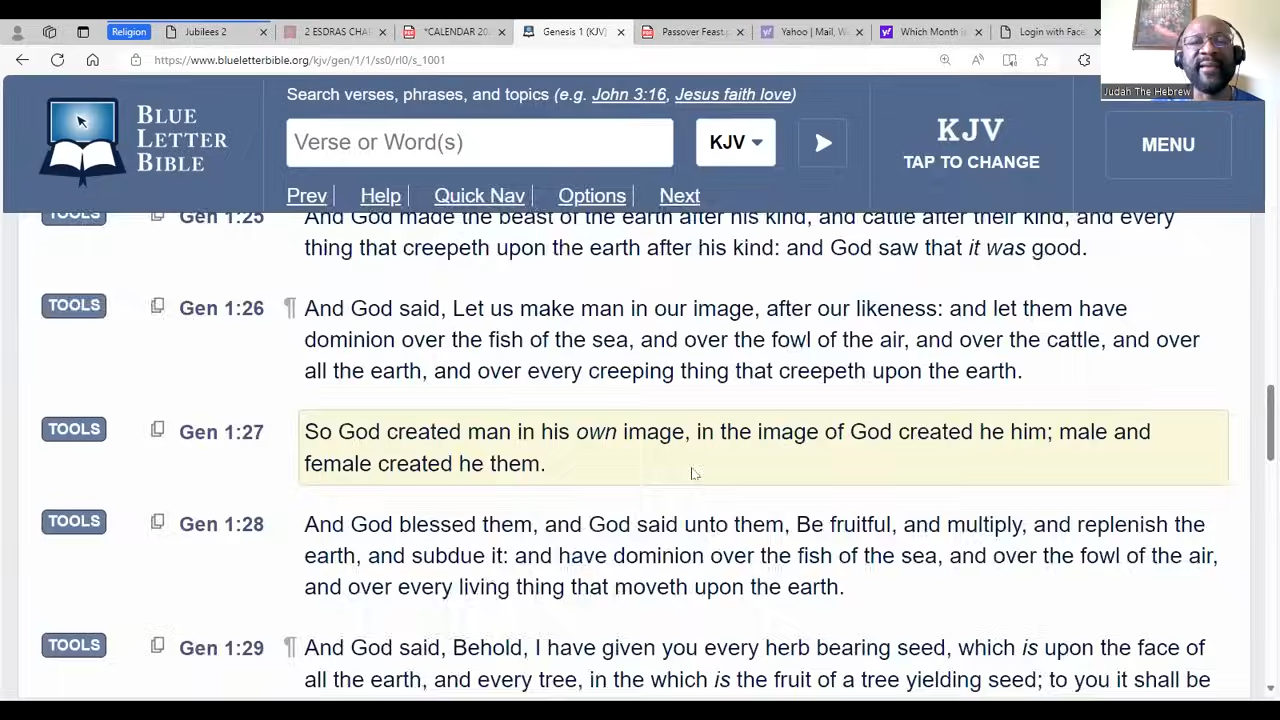 Religion
Jubilees 2
2 ESDRAS CHA
*CALENDAR 20
Genesis 1 (KJV)
Passover Feast.p
Yahoo | Mail, We
Which Month is
Login with Face
https://www.blueletterbible.org/kjv/gen/1/1/ss0/rl0/s_1001
Judah The Hebrew
BLUE
LETTER
BIBLE
Search verses, phrases, and topics (e.g. John 3:16, Jesus faith love)
Verse or Word(s)
KJV
Prev Help Quick Nav Options Next
KJV
TAP TO CHANGE
MENU
TOOLS Gen 1:25 And God made the beast of the earth after his kind, and cattle after their kind, and every
thing that creepeth upon the earth after his kind: and God saw that it was good.
TOOLS Gen 1:26 ¶ And God said, Let us make man in our image, after our likeness: and let them have
dominion over the fish of the sea, and over the fowl of the air, and over the cattle, and over
all the earth, and over every creeping thing that creepeth upon the earth.
TOOLS Gen 1:27 So God created man in his own image, in the image of God created he him; male and
female created he them.
TOOLS Gen 1:28 And God blessed them, and God said unto them, Be fruitful, and multiply, and replenish the
earth, and subdue it: and have dominion over the fish of the sea, and over the fowl of the air,
and over every living thing that moveth upon the earth.
TOOLS Gen 1:29 ¶ And God said, Behold, I have given you every herb bearing seed, which is upon the face of
all the earth, and every tree, in the which is the fruit of a tree yielding seed; to you it shall be